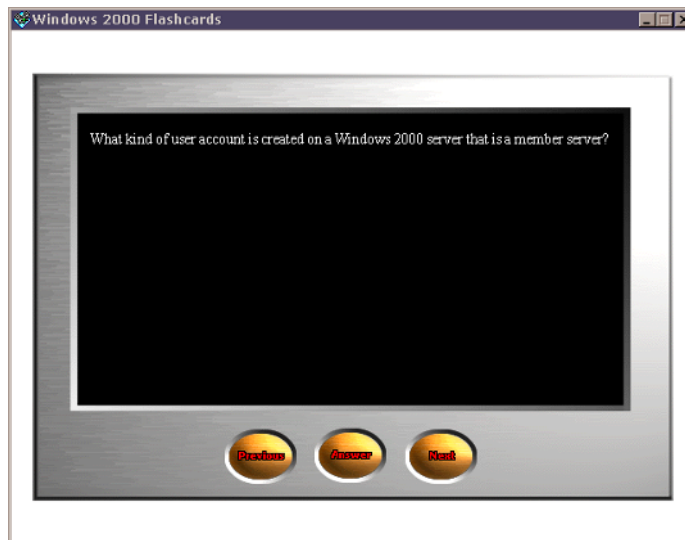 Windows 2000 Flashcards
What kind of user account is created on a Windows 2000 server that is a member server?
Previous Answer Next